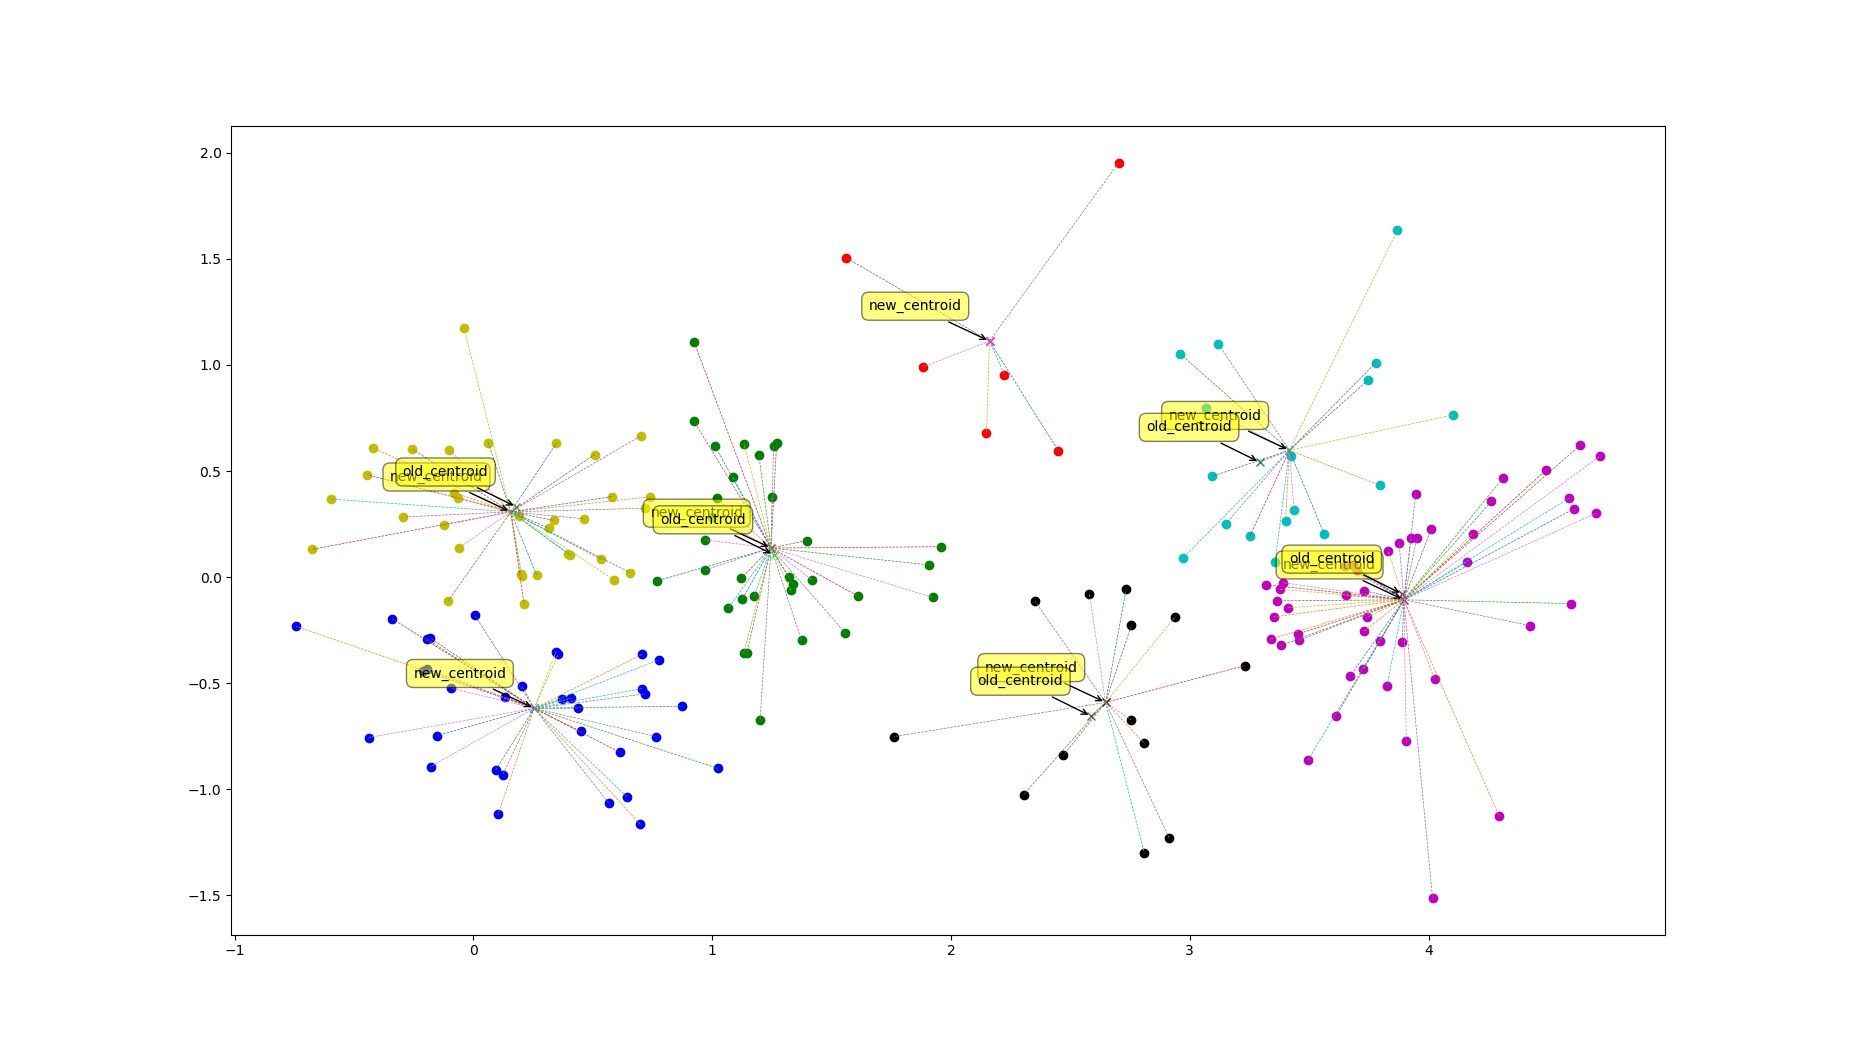 2.0
1.5
new_centroid
1.0
new_centroid
old_centroid
0.5
old_centroid
new_centroid
new_centroid
old_centroid
old_centroid
new_centroid
0.0
new_centroid
old_centroid
new_centroid
−0.5
−1.0
−1.5
−1 0 1 2 3 4